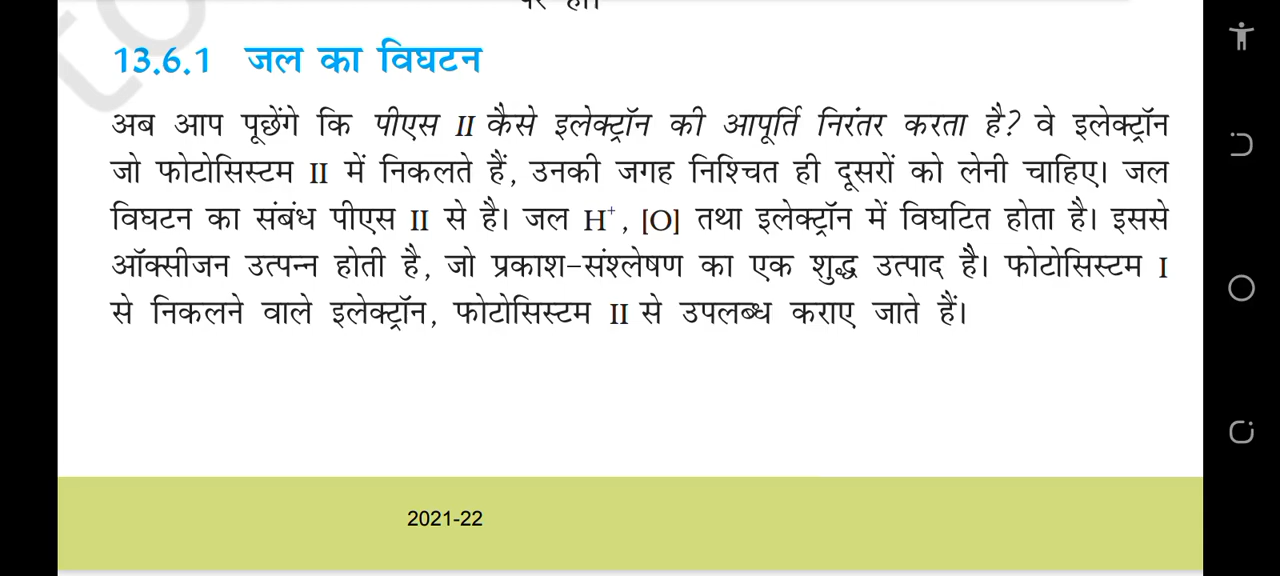 13.6.1 जल का विघटन
अब आप पूछेंगे कि पीएस II कैसे इलेक्ट्रॉन की आपूर्ति निरंतर करता है? वे इलेक्ट्रॉन
जो फोटोसिस्टम II में निकलते हैं, उनकी जगह निश्चित ही दूसरों को लेनी चाहिए। जल
विघटन का संबंध पीएस II से है। जल H⁺, [O] तथा इलेक्ट्रॉन में विघटित होता है। इससे
ऑक्सीजन उत्पन्न होती है, जो प्रकाश-संश्लेषण का एक शुद्ध उत्पाद है। फोटोसिस्टम I
से निकलने वाले इलेक्ट्रॉन, फोटोसिस्टम II से उपलब्ध कराए जाते हैं।
2021-22